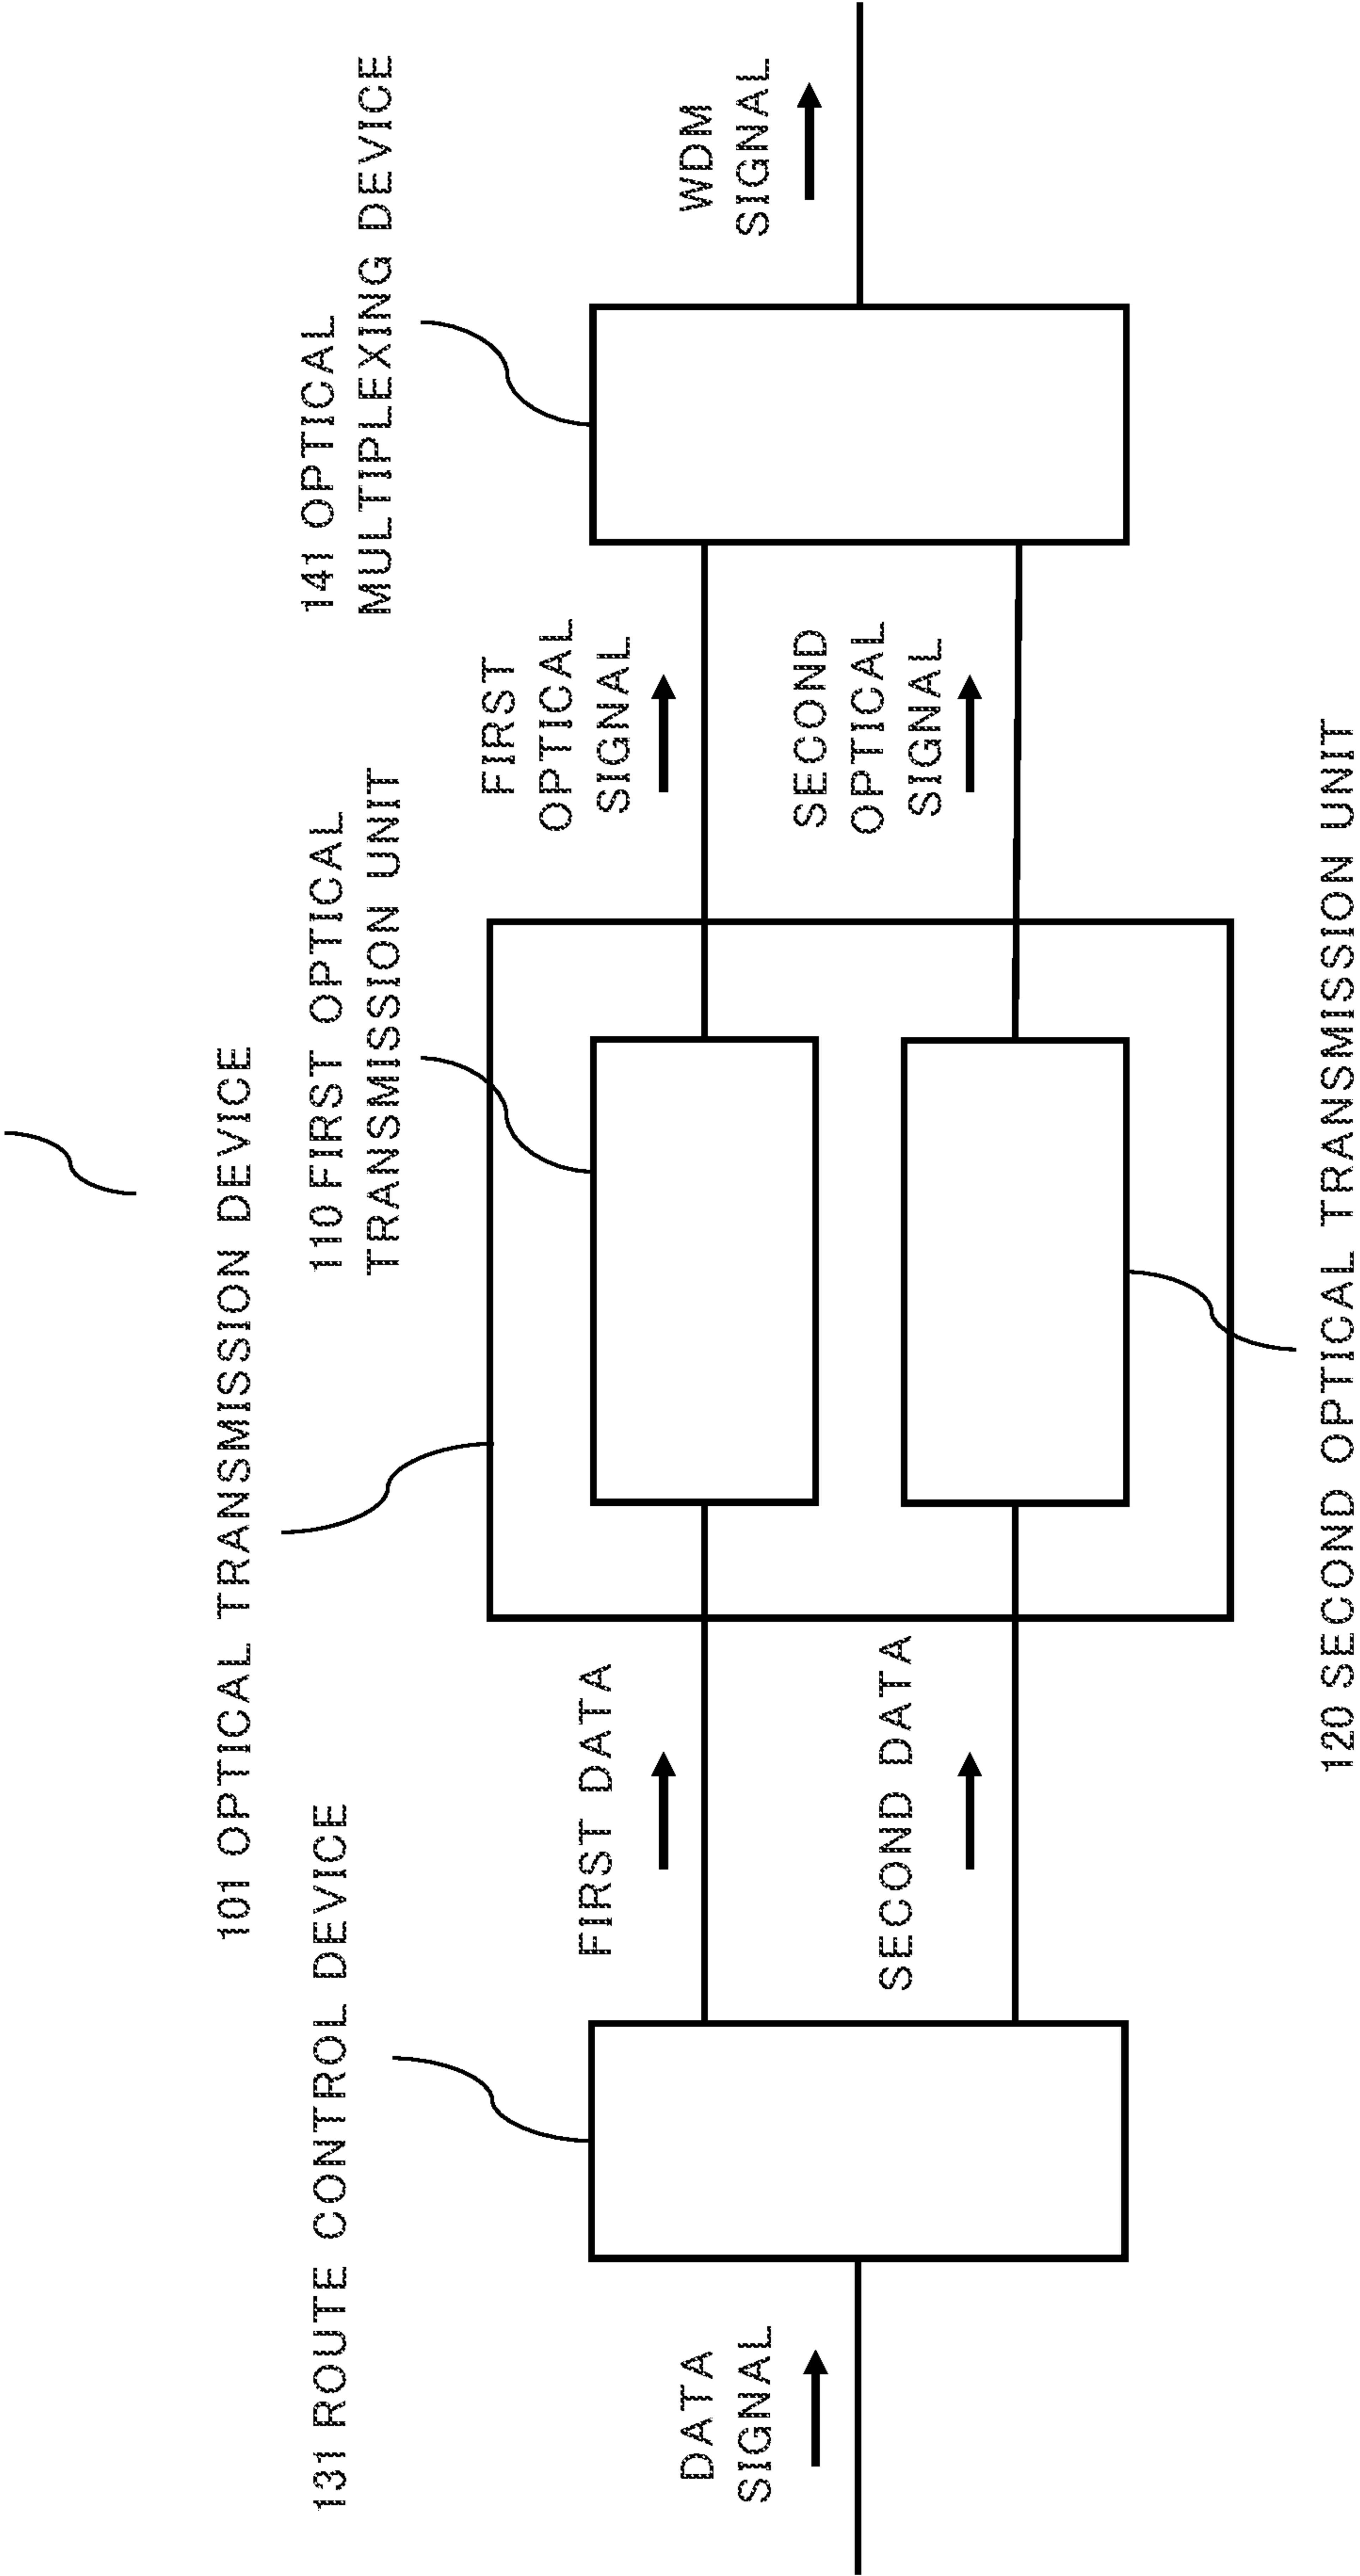 101 OPTICAL TRANSMISSION DEVICE
131 ROUTE CONTROL DEVICE
110 FIRST OPTICAL
TRANSMISSION UNIT
141 OPTICAL
MULTIPLEXING DEVICE
DATA
SIGNAL
FIRST DATA
SECOND DATA
FIRST
OPTICAL
SIGNAL
SECOND
OPTICAL
SIGNAL
WDM
SIGNAL
120 SECOND OPTICAL TRANSMISSION UNIT